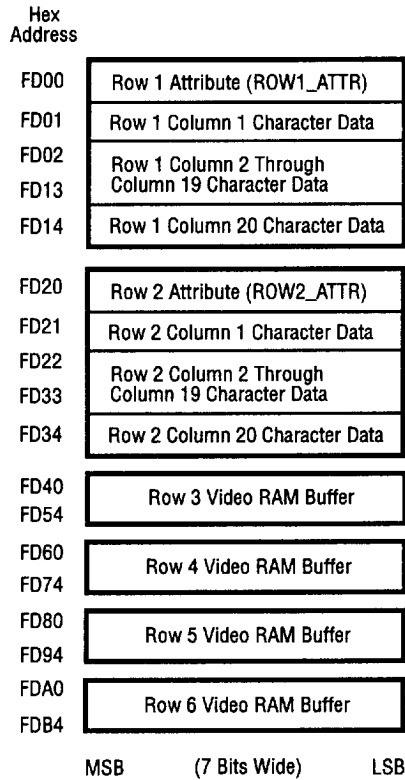 Hex
Address
FD00 Row 1 Attribute (ROW1_ATTR)
FD01 Row 1 Column 1 Character Data
FD02 Row 1 Column 2 Through
FD13 Column 19 Character Data
FD14 Row 1 Column 20 Character Data
FD20 Row 2 Attribute (ROW2_ATTR)
FD21 Row 2 Column 1 Character Data
FD22 Row 2 Column 2 Through
FD33 Column 19 Character Data
FD34 Row 2 Column 20 Character Data
FD40
Row 3 Video RAM Buffer
FD54
FD60
Row 4 Video RAM Buffer
FD74
FD80
Row 5 Video RAM Buffer
FD94
FDA0
Row 6 Video RAM Buffer
FDB4
MSB (7 Bits Wide) LSB